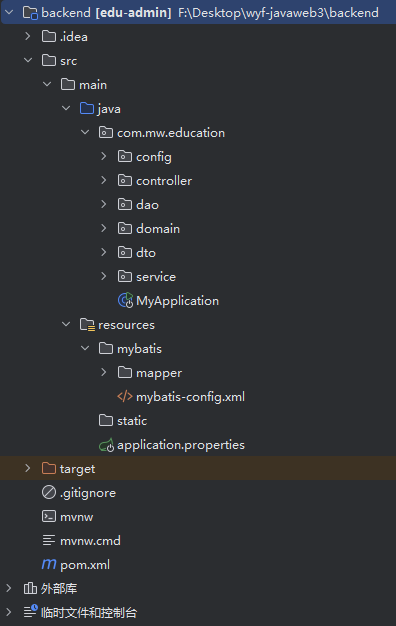 backend [edu-admin] F:\Desktop\wyf-javaweb3\backend
.idea
src
main
java
com.mw.education
config
controller
dao
domain
dto
service
MyApplication
resources
mybatis
mapper
mybatis-config.xml
static
application.properties
target
.gitignore
mvnw
mvnw.cmd
pom.xml
外部库
临时文件和控制台